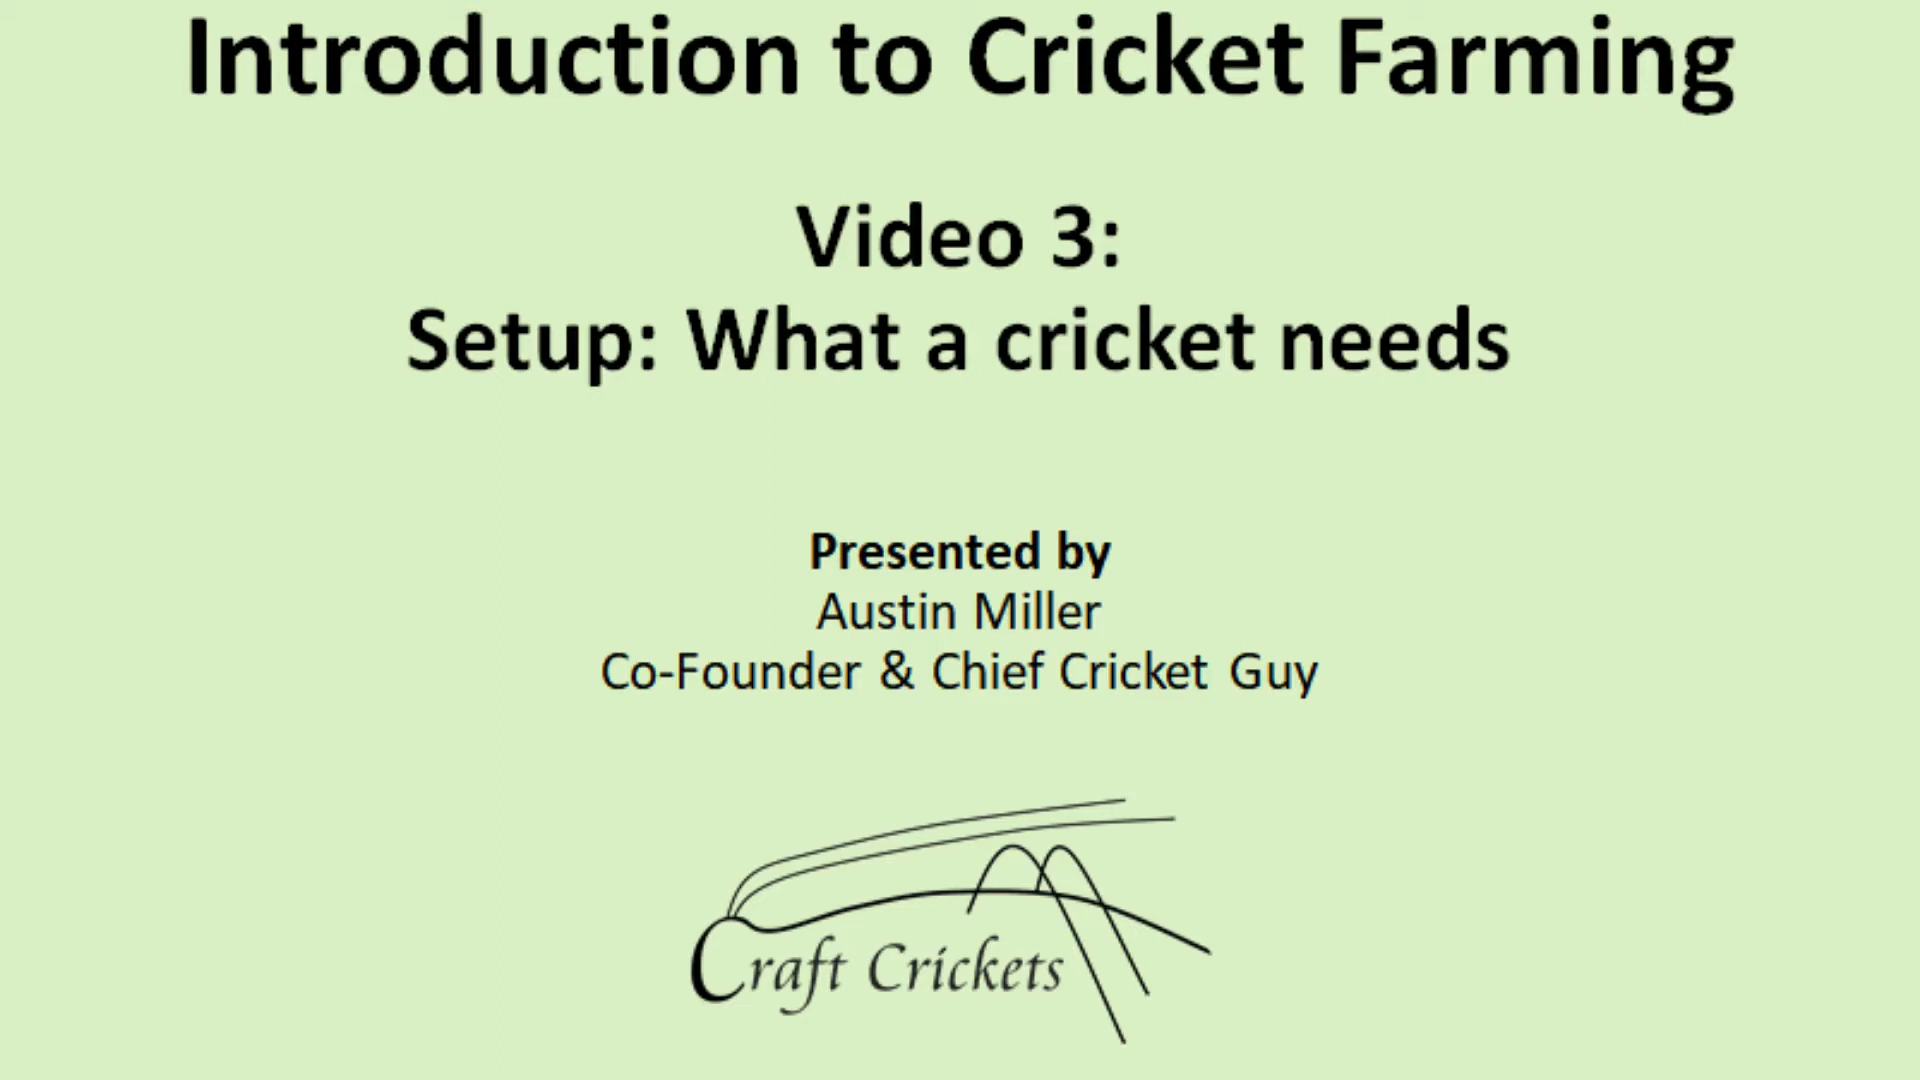 Introduction to Cricket Farming
Video 3:
Setup: What a cricket needs
Presented by
Austin Miller
Co-Founder & Chief Cricket Guy
Craft Crickets